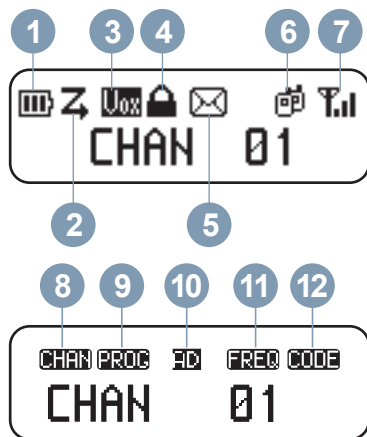 1 3 4 6 7
Vox
CHAN 01
2 5
8 9 10 11 12
CHAN PROG AD FREQ CODE
CHAN 01